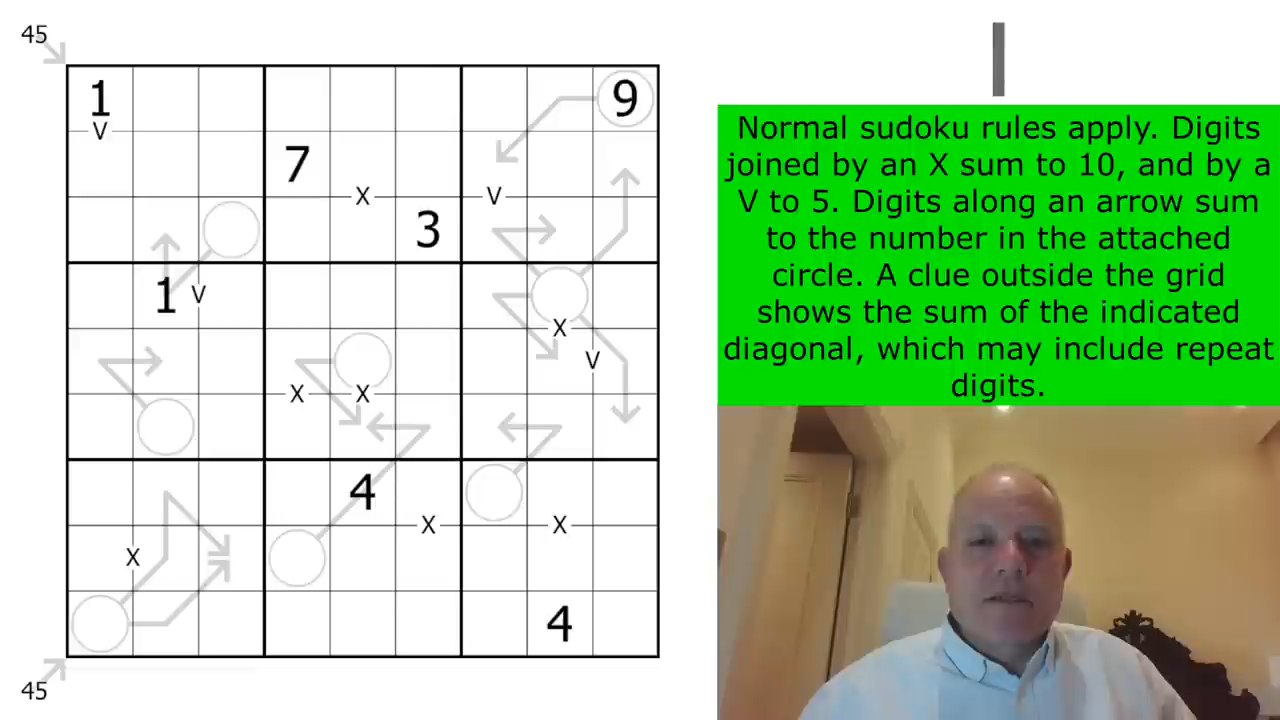 45
1
9
V
7
X
V
3
1
V
X
V
X
X
4
X
X
X
4
45
Normal sudoku rules apply. Digits
joined by an X sum to 10, and by a
V to 5. Digits along an arrow sum
to the number in the attached
circle. A clue outside the grid
shows the sum of the indicated
diagonal, which may include repeat
digits.